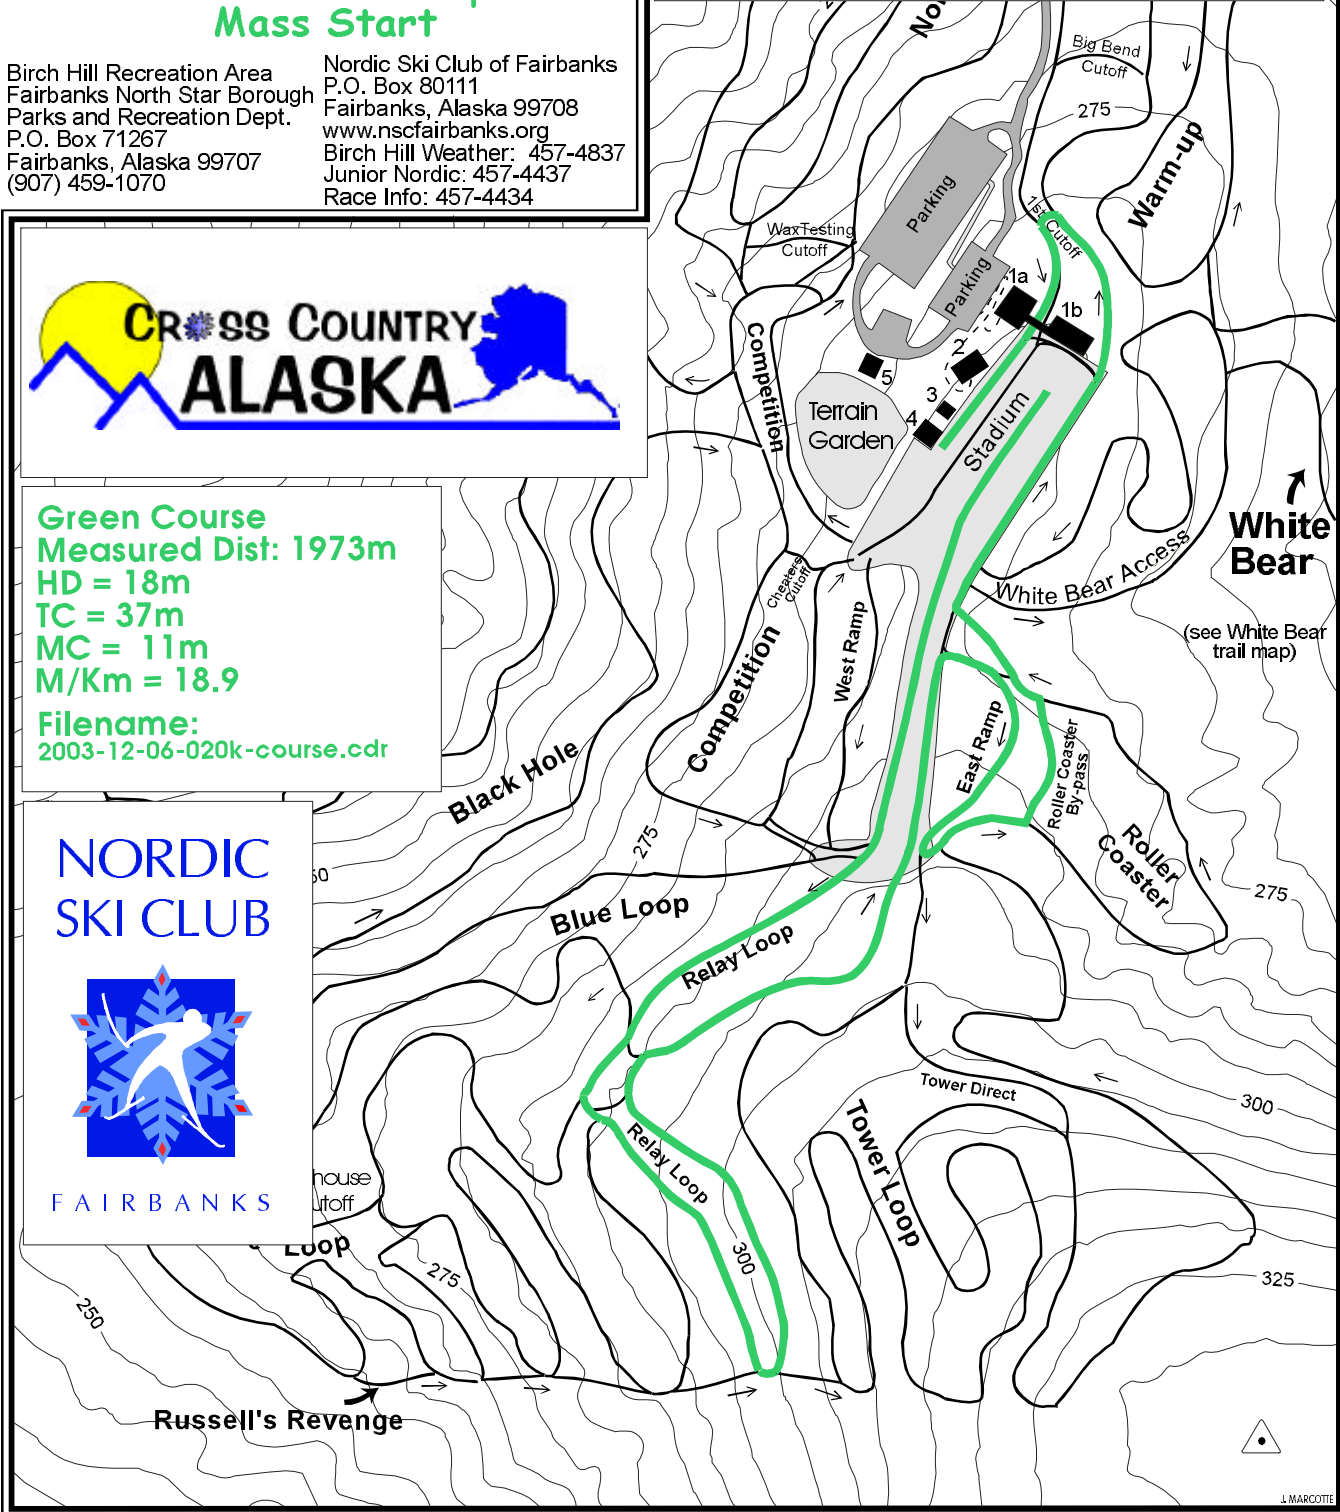 Mass Start
Birch Hill Recreation Area
Fairbanks North Star Borough
Parks and Recreation Dept.
P.O. Box 71267
Fairbanks, Alaska 99707
(907) 459-1070
Nordic Ski Club of Fairbanks
P.O. Box 80111
Fairbanks, Alaska 99708
www.nscfairbanks.org
Birch Hill Weather: 457-4837
Junior Nordic: 457-4437
Race Info: 457-4434
CROSS COUNTRY
ALASKA
Green Course
Measured Dist: 1973m
HD = 18m
TC = 37m
MC = 11m
M/Km = 18.9
Filename:
2003-12-06-020k-course.cdr
NORDIC
SKI CLUB
FAIRBANKS
Big Bend
Cutoff
275
Warm-up
Parking
1st Cutoff
Wax Testing
Cutoff
Parking
1a
1b
2
3
4
5
Competition
Terrain
Garden
Stadium
White
Bear
(see White Bear
trail map)
White Bear Access
Cheaters
Cutoff
West Ramp
Competition
East Ramp
Roller Coaster
By-pass
Roller
Coaster
Black Hole
275
275
Blue Loop
Relay Loop
Tower Direct
300
Tower Loop
Relay Loop
300
Loop
275
250
325
Russell's Revenge
J. MARCOTTE